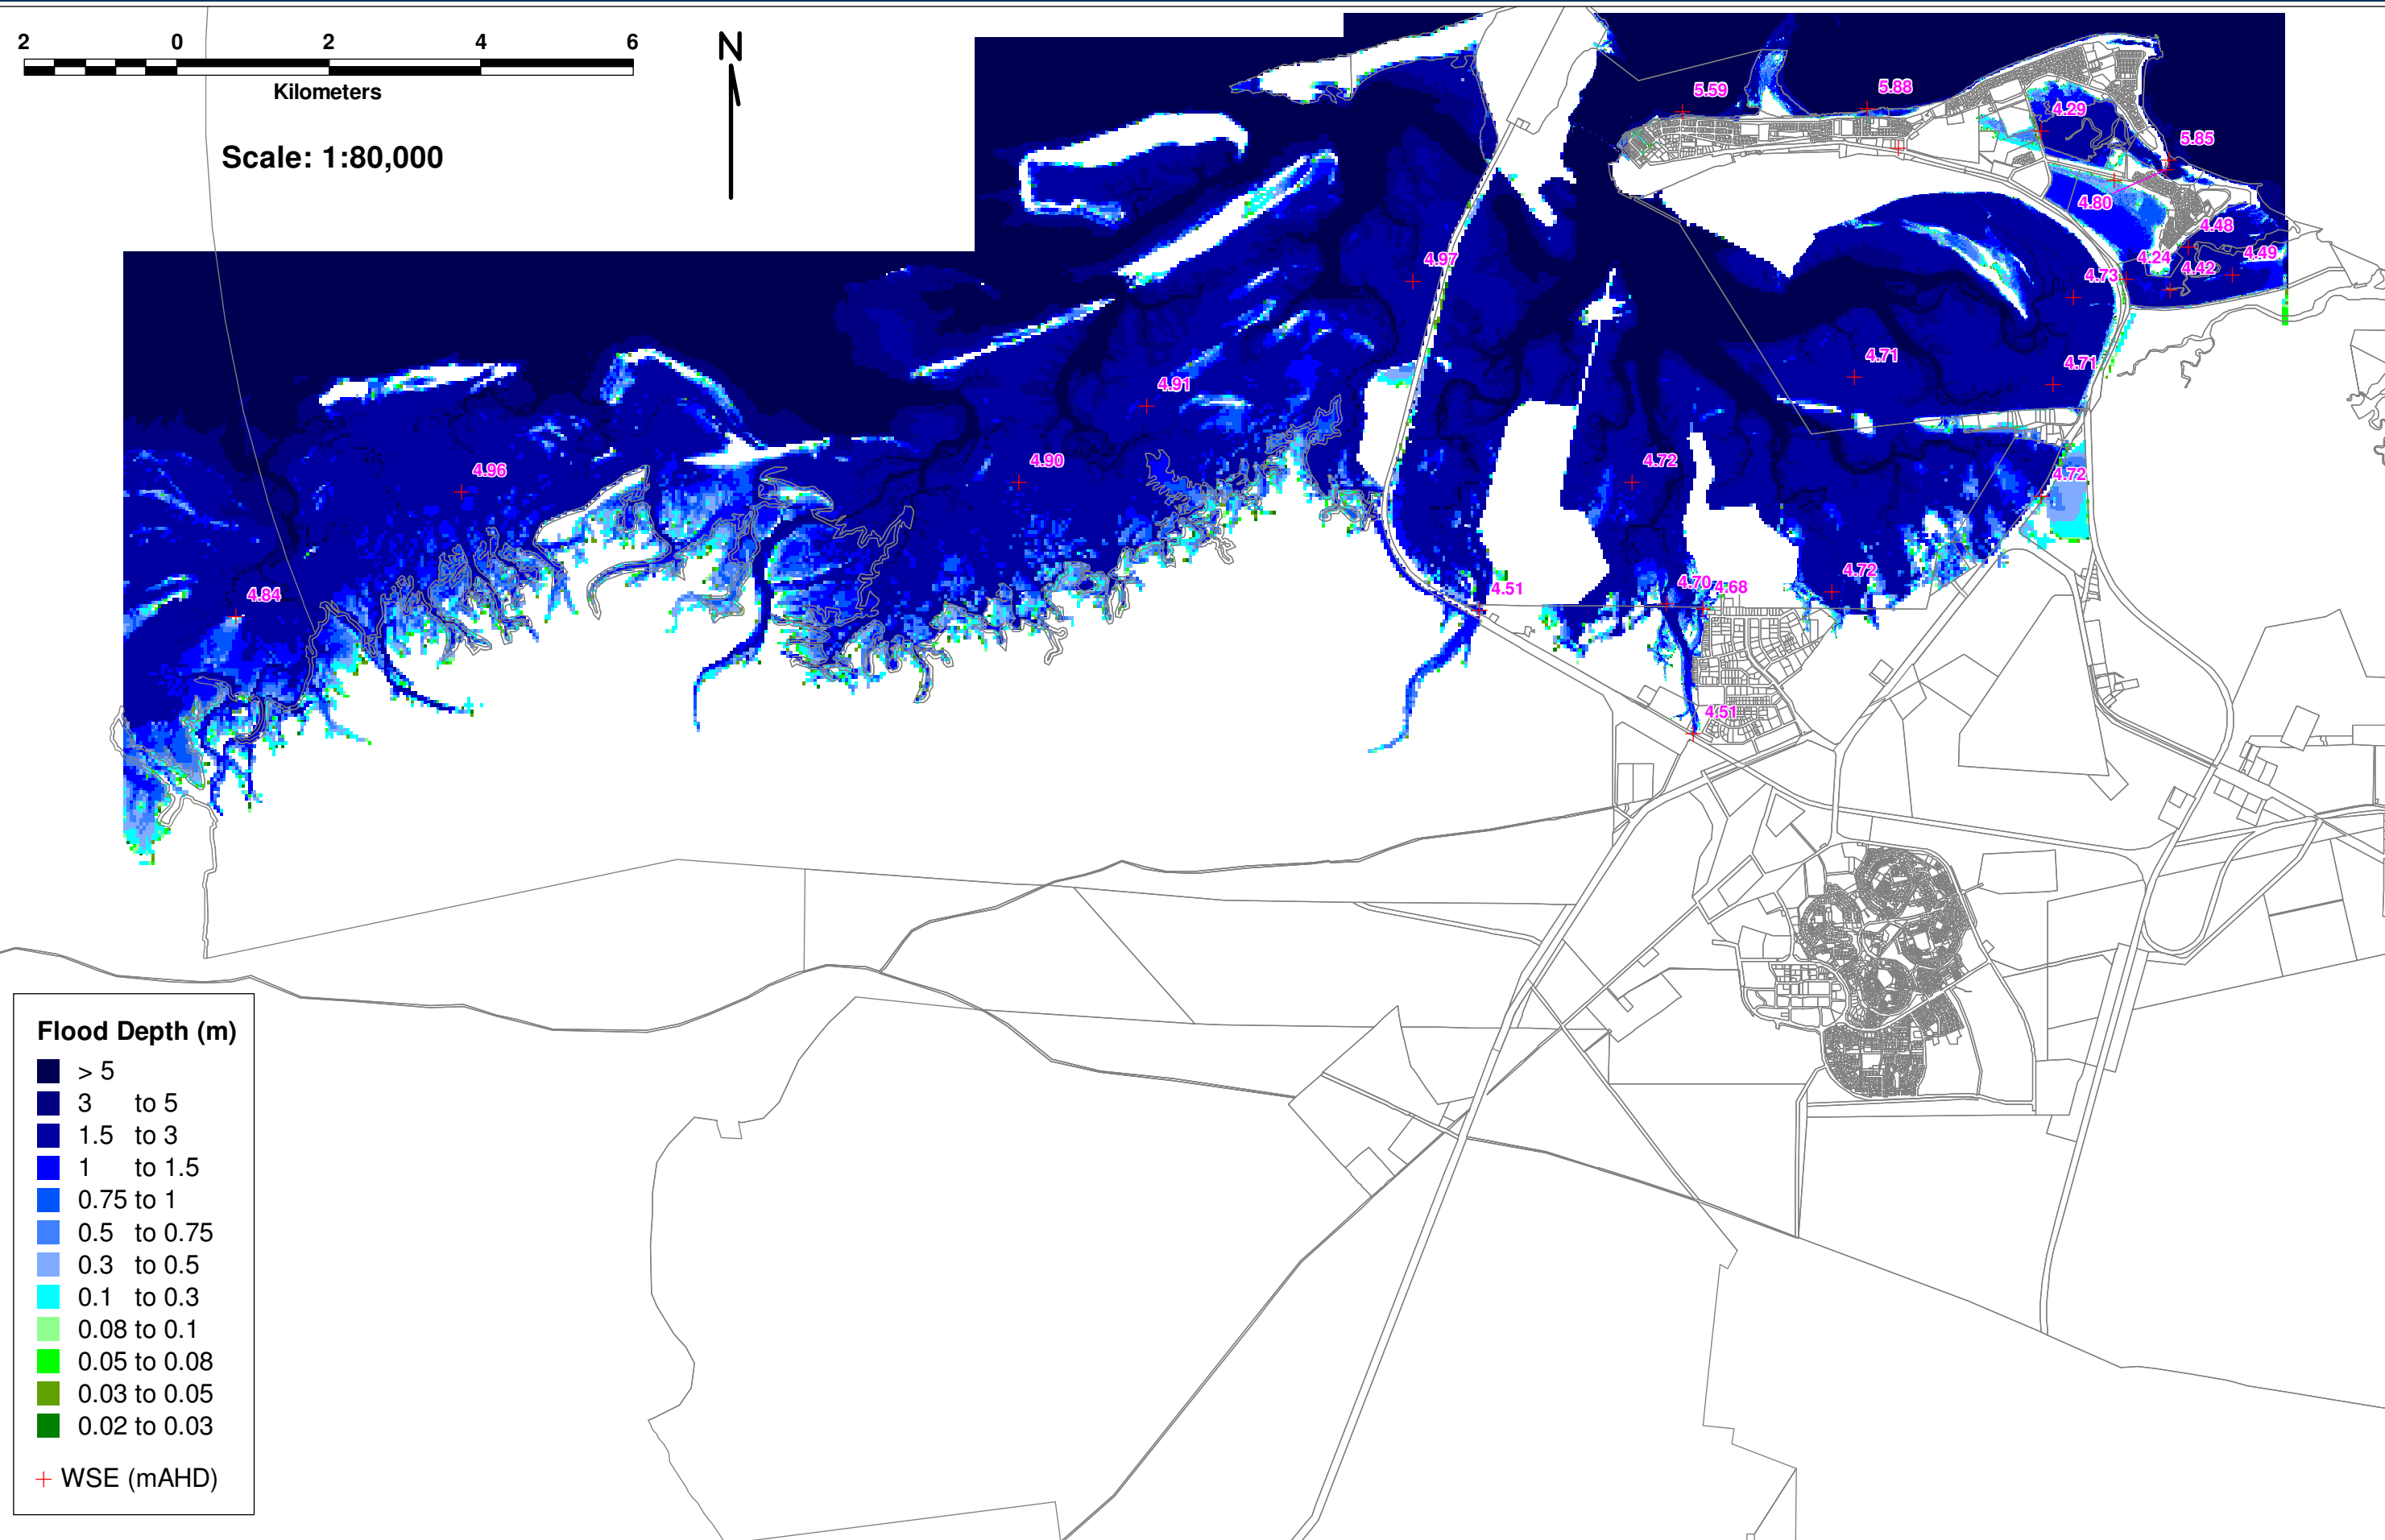 2 0 2 4 6
Kilometers
Scale: 1:80,000
N
5.59
5.88
4.29
5.85
4.80
4.48
4.97
4.24
4.42
4.49
4.73
4.71
4.71
4.91
4.96
4.90
4.72
4.72
4.84
4.51
4.70
4.68
4.72
4.51
Flood Depth (m)
> 5
3 to 5
1.5 to 3
1 to 1.5
0.75 to 1
0.5 to 0.75
0.3 to 0.5
0.1 to 0.3
0.08 to 0.1
0.05 to 0.08
0.03 to 0.05
0.02 to 0.03
+ WSE (mAHD)